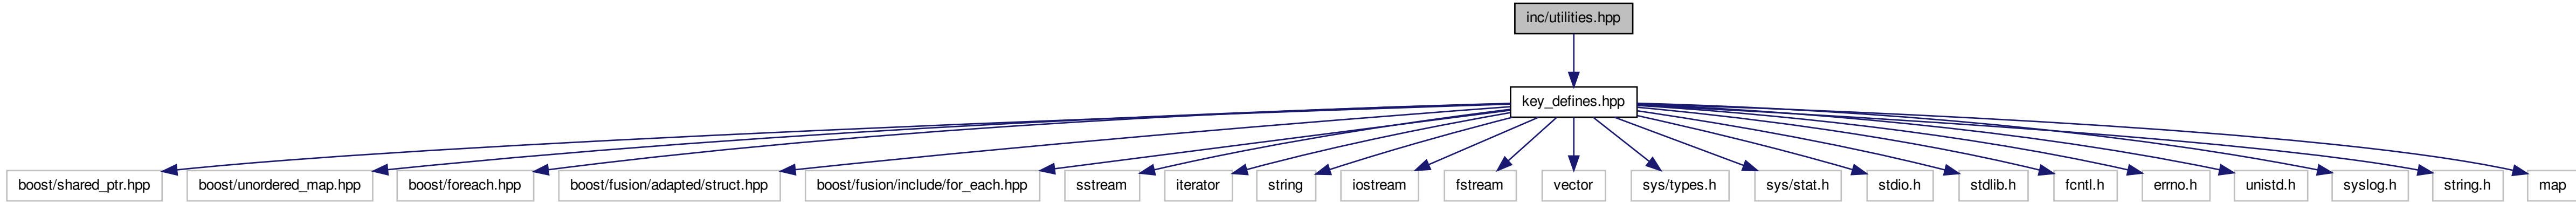 inc/utilities.hpp
key_defines.hpp
boost/shared_ptr.hpp
boost/unordered_map.hpp
boost/foreach.hpp
boost/fusion/adapted/struct.hpp
boost/fusion/include/for_each.hpp
sstream
iterator
string
iostream
fstream
vector
sys/types.h
sys/stat.h
stdio.h
stdlib.h
fcntl.h
errno.h
unistd.h
syslog.h
string.h
map